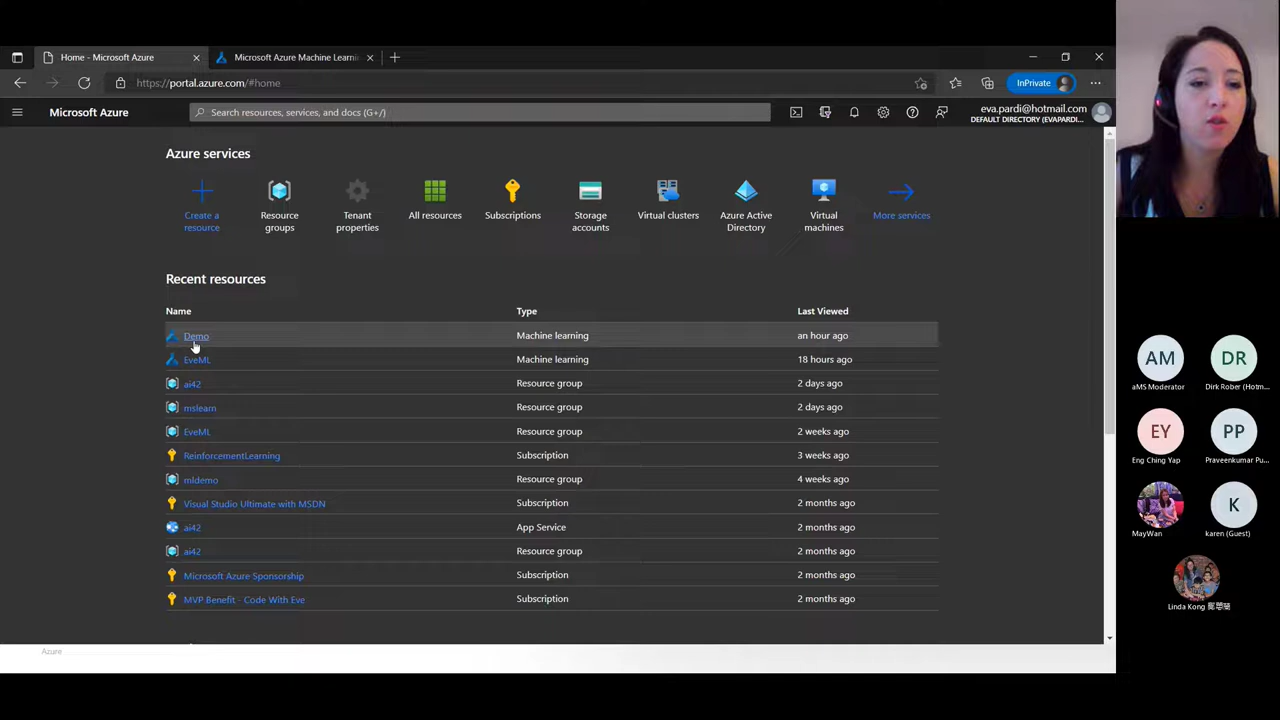 Home - Microsoft Azure
Microsoft Azure Machine Learni
https://portal.azure.com/#home
InPrivate
Microsoft Azure
Search resources, services, and docs (G+/)
eva.pardi@hotmail.com
DEFAULT DIRECTORY (EVAPARDI...
Azure services
Create a resource
Resource groups
Tenant properties
All resources
Subscriptions
Storage accounts
Virtual clusters
Azure Active Directory
Virtual machines
More services
Recent resources
Name Type Last Viewed
Demo Machine learning an hour ago
EveML Machine learning 18 hours ago
ai42 Resource group 2 days ago
mslearn Resource group 2 days ago
EveML Resource group 2 weeks ago
ReinforcementLearning Subscription 3 weeks ago
mldemo Resource group 4 weeks ago
Visual Studio Ultimate with MSDN Subscription 2 months ago
ai42 App Service 2 months ago
ai42 Resource group 2 months ago
Microsoft Azure Sponsorship Subscription 2 months ago
MVP Benefit - Code With Eve Subscription 2 months ago
Azure
AM
aMS Moderator
DR
Dirk Rober (Hotm...
EY
Eng Ching Yap
PP
Praveenkumar Pu...
MayWan
K
karen (Guest)
Linda Kong